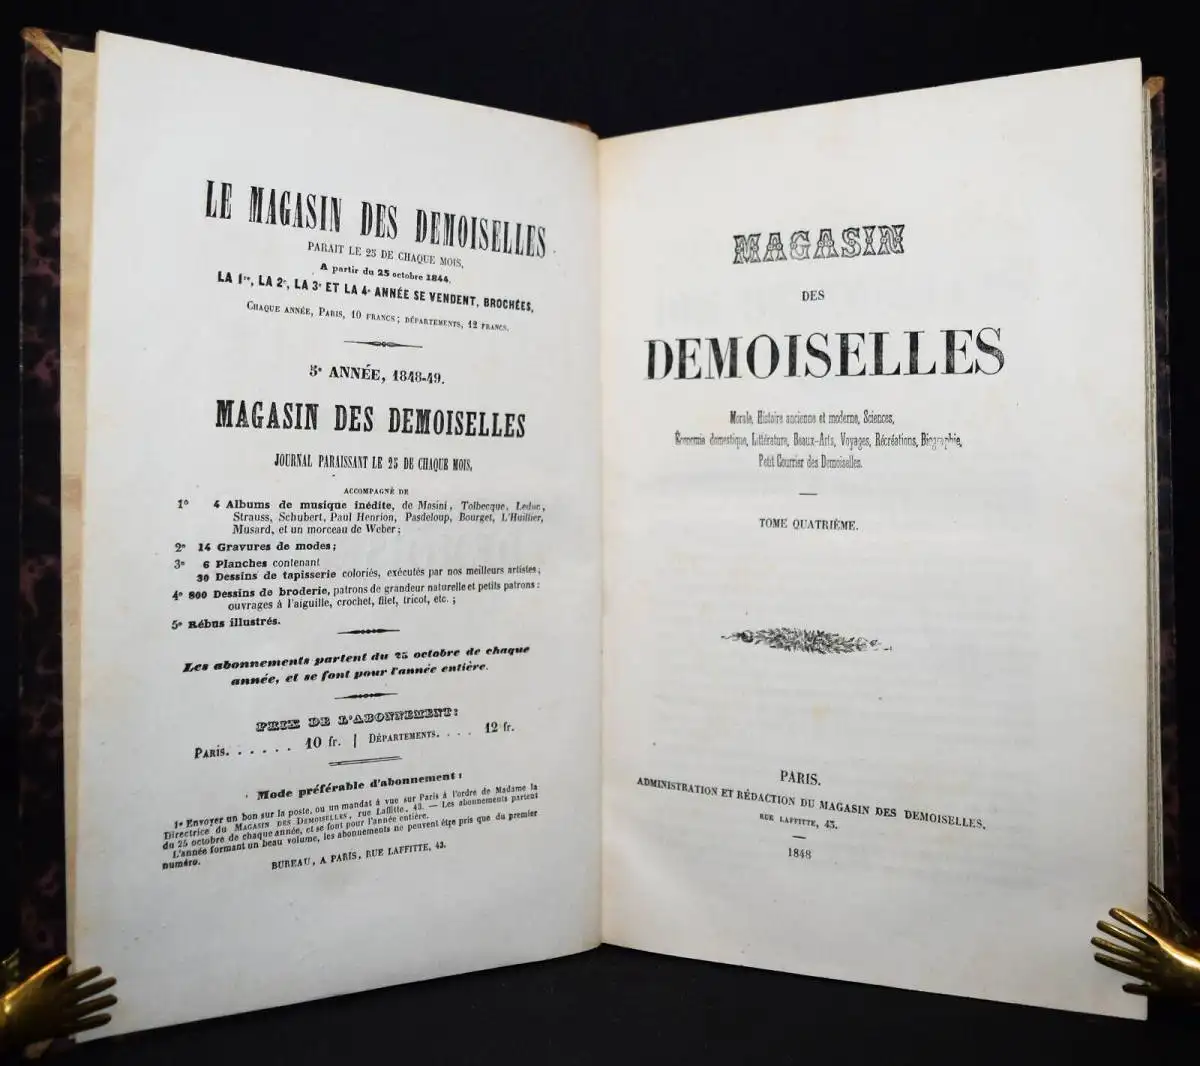 LE MAGASIN DES DEMOISELLES
PARAIT LE 25 DE CHAQUE MOIS,
A partir du 25 octobre 1844.
LA 1re, LA 2e, LA 3e ET LA 4e ANNÉE SE VENDENT, BROCHÉES,
CHAQUE ANNÉE, PARIS, 10 FRANCS; DÉPARTEMENTS, 12 FRANCS.
5e ANNÉE, 1848-49.
MAGASIN DES DEMOISELLES
JOURNAL PARAISSANT LE 25 DE CHAQUE MOIS,
ACCOMPAGNÉ DE
1o 4 Albums de musique inédite, de Masini, Tolbecque, Leduc,
Strauss, Schubert, Paul Henrion, Pasdeloup, Bourget, L'Huillier,
Musard, et un morceau de Weber;
2o 14 Gravures de modes;
3o 6 Planches contenant
30 Dessins de tapisserie coloriés, exécutés par nos meilleurs artistes;
4o 800 Dessins de broderie, patrons de grandeur naturelle et petits patrons:
ouvrages à l'aiguille, crochet, filet, tricot, etc.;
5o Rébus illustrés.
Les abonnements partent du 25 octobre de chaque
année, et se font pour l'année entière.
PRIX DE L'ABONNEMENT:
PARIS. . . . . . 10 fr. | DÉPARTEMENTS. . . . 12 fr.
Mode préférable d'abonnement:
1o Envoyer un bon sur la poste, ou un mandat à vue sur Paris à l'ordre de Madame la
Directrice du MAGASIN DES DEMOISELLES, rue Laffitte, 43. — Les abonnements partent
du 25 octobre de chaque année, et se font pour l'année entière.
L'année formant un beau volume, les abonnements ne peuvent être pris que du premier
numéro.
BUREAU, A PARIS, RUE LAFFITTE, 43.
MAGASIN
DES
DEMOISELLES
Morale, Histoire ancienne et moderne, Sciences,
Économie domestique, Littérature, Beaux-Arts, Voyages, Récréations, Biographie,
Petit Courrier des Demoiselles.
TOME QUATRIÈME.
PARIS.
ADMINISTRATION ET RÉDACTION DU MAGASIN DES DEMOISELLES,
RUE LAFFITTE, 43.
1848